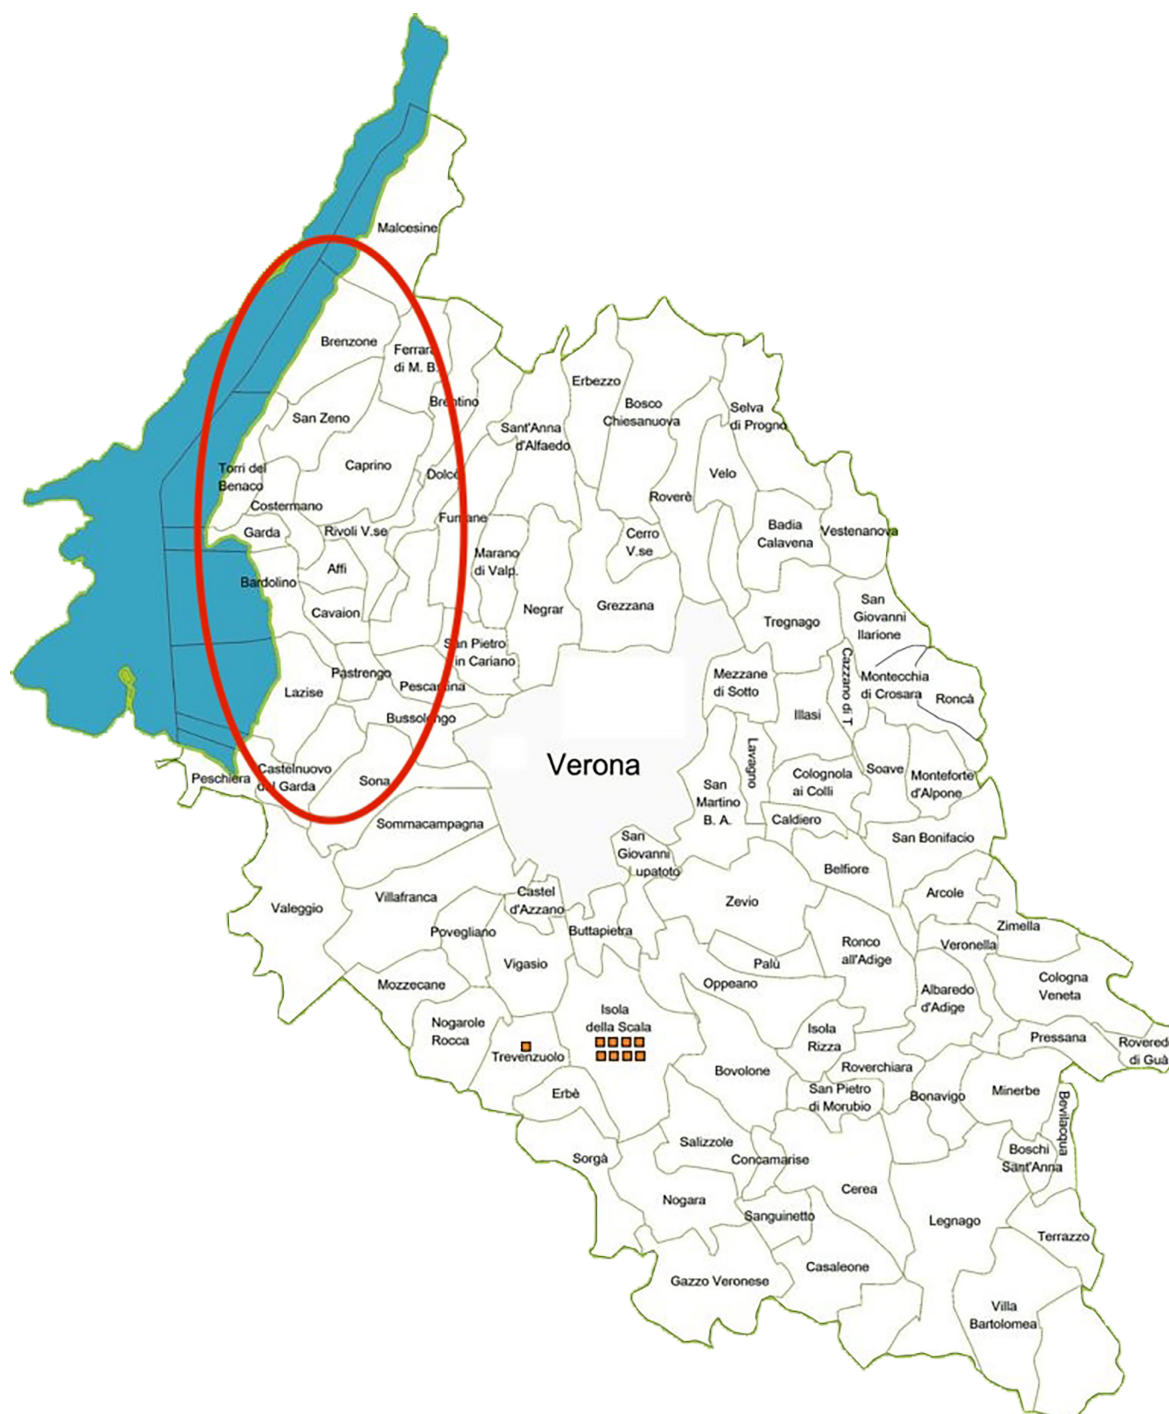 Malcesine
Brenzone
Ferrara
di M. B.
Brentino
San Zeno
Caprino
Torri del
Benaco
Dolcè
Costermano
Fumane
Garda
Rivoli V.se
Affi
Bardolino
Cavaion
Marano
di Valp.
Sant'Anna
d'Alfaedo
Erbezzo
Bosco
Chiesanuova
Selva
di Progno
Velo
Roverè
Cerro
V.se
Badia
Calavena
Vestenanova
Negrar
Grezzana
Tregnago
San
Giovanni
Ilarione
San Pietro
in Cariano
Pastrengo
Pescantina
Lazise
Bussolengo
Mezzane
di Sotto
Cazzano di T
Montecchia
di Crosara
Roncà
Illasi
Lavagno
Verona
Peschiera
Castelnuovo
del Garda
Sona
San
Martino
B. A.
Colognola
ai Colli
Soave
Monteforte
d'Alpone
Caldiero
Sommacampagna
San
Giovanni
Lupatoto
San Bonifacio
Belfiore
Valeggio
Villafranca
Castel
d'Azzano
Zevio
Arcole
Povegliano
Buttapietra
Zimella
Veronella
Ronco
all'Adige
Vigasio
Palù
Mozzecane
Oppeano
Albaredo
d'Adige
Cologna
Veneta
Nogarole
Rocca
Isola
della Scala
Isola
Rizza
Pressana
Rovered
di Guà
Trevenzuolo
Bovolone
Roverchiara
Erbè
San Pietro
di Morubio
Bonavigo
Minerbe
Bevilacqua
Sorgà
Salizzole
Concamarise
Boschi
Sant'Anna
Nogara
Cerea
Sanguinetto
Legnago
Terrazzo
Gazzo Veronese
Casaleone
Villa
Bartolomea